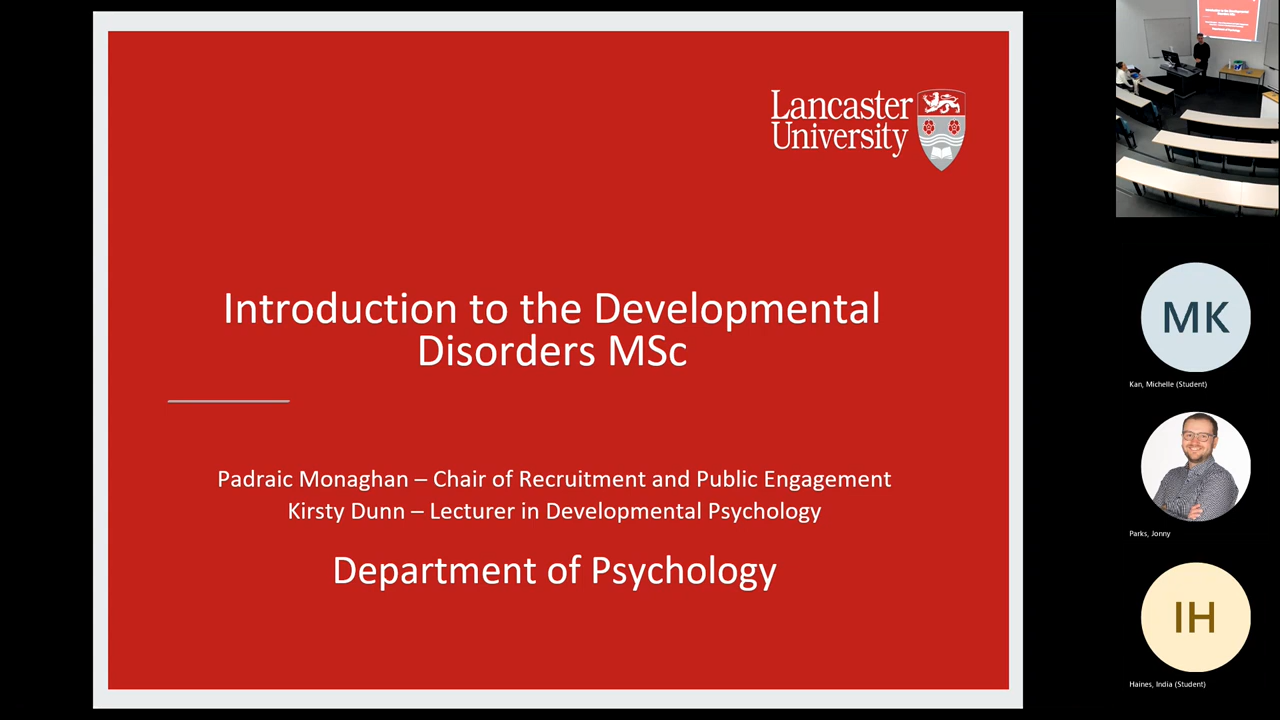 Lancaster
University
Introduction to the Developmental
Disorders MSc
Padraic Monaghan – Chair of Recruitment and Public Engagement
Kirsty Dunn – Lecturer in Developmental Psychology
Department of Psychology
MK
Kan, Michelle (Student)
Parks, Jonny
IH
Haines, India (Student)